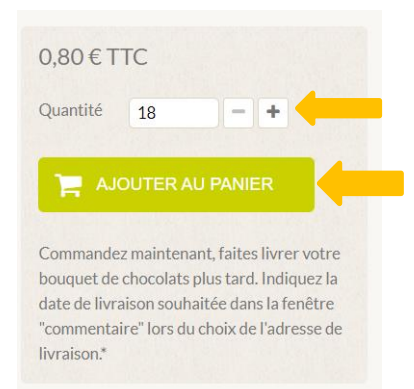 0,80 € TTC
Quantité 18 − +
AJOUTER AU PANIER
Commandez maintenant, faites livrer votre
bouquet de chocolats plus tard. Indiquez la
date de livraison souhaitée dans la fenêtre
"commentaire" lors du choix de l'adresse de
livraison.*